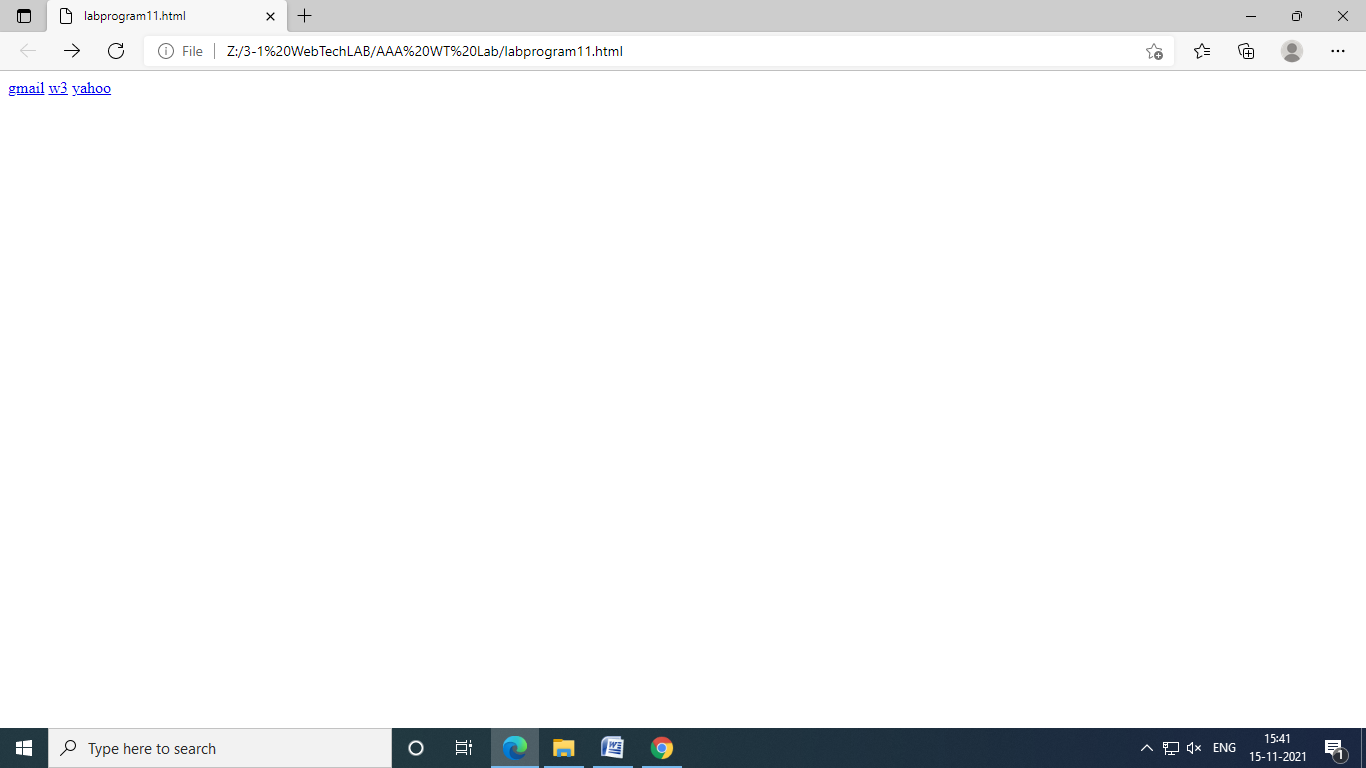 labprogram11.html
File
Z:/3-1%20WebTechLAB/AAA%20WT%20Lab/labprogram11.html
gmail w3 yahoo
Type here to search
ENG
15:41
15-11-2021
1